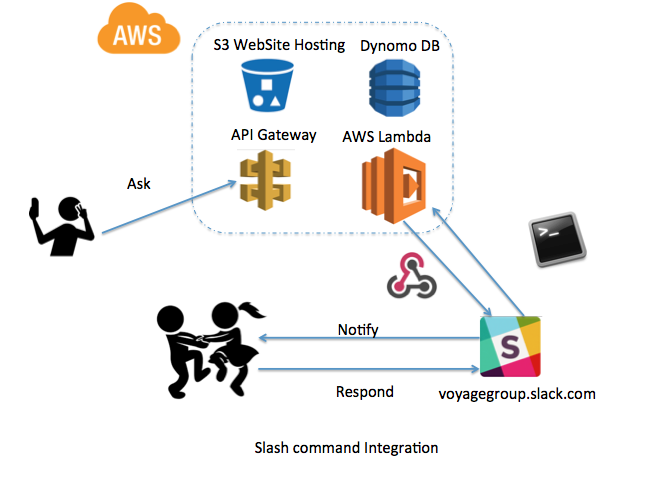 AWS
S3 WebSite Hosting
Dynomo DB
API Gateway
AWS Lambda
Ask
>_
Notify
S
Respond
voyagegroup.slack.com
Slash command Integration